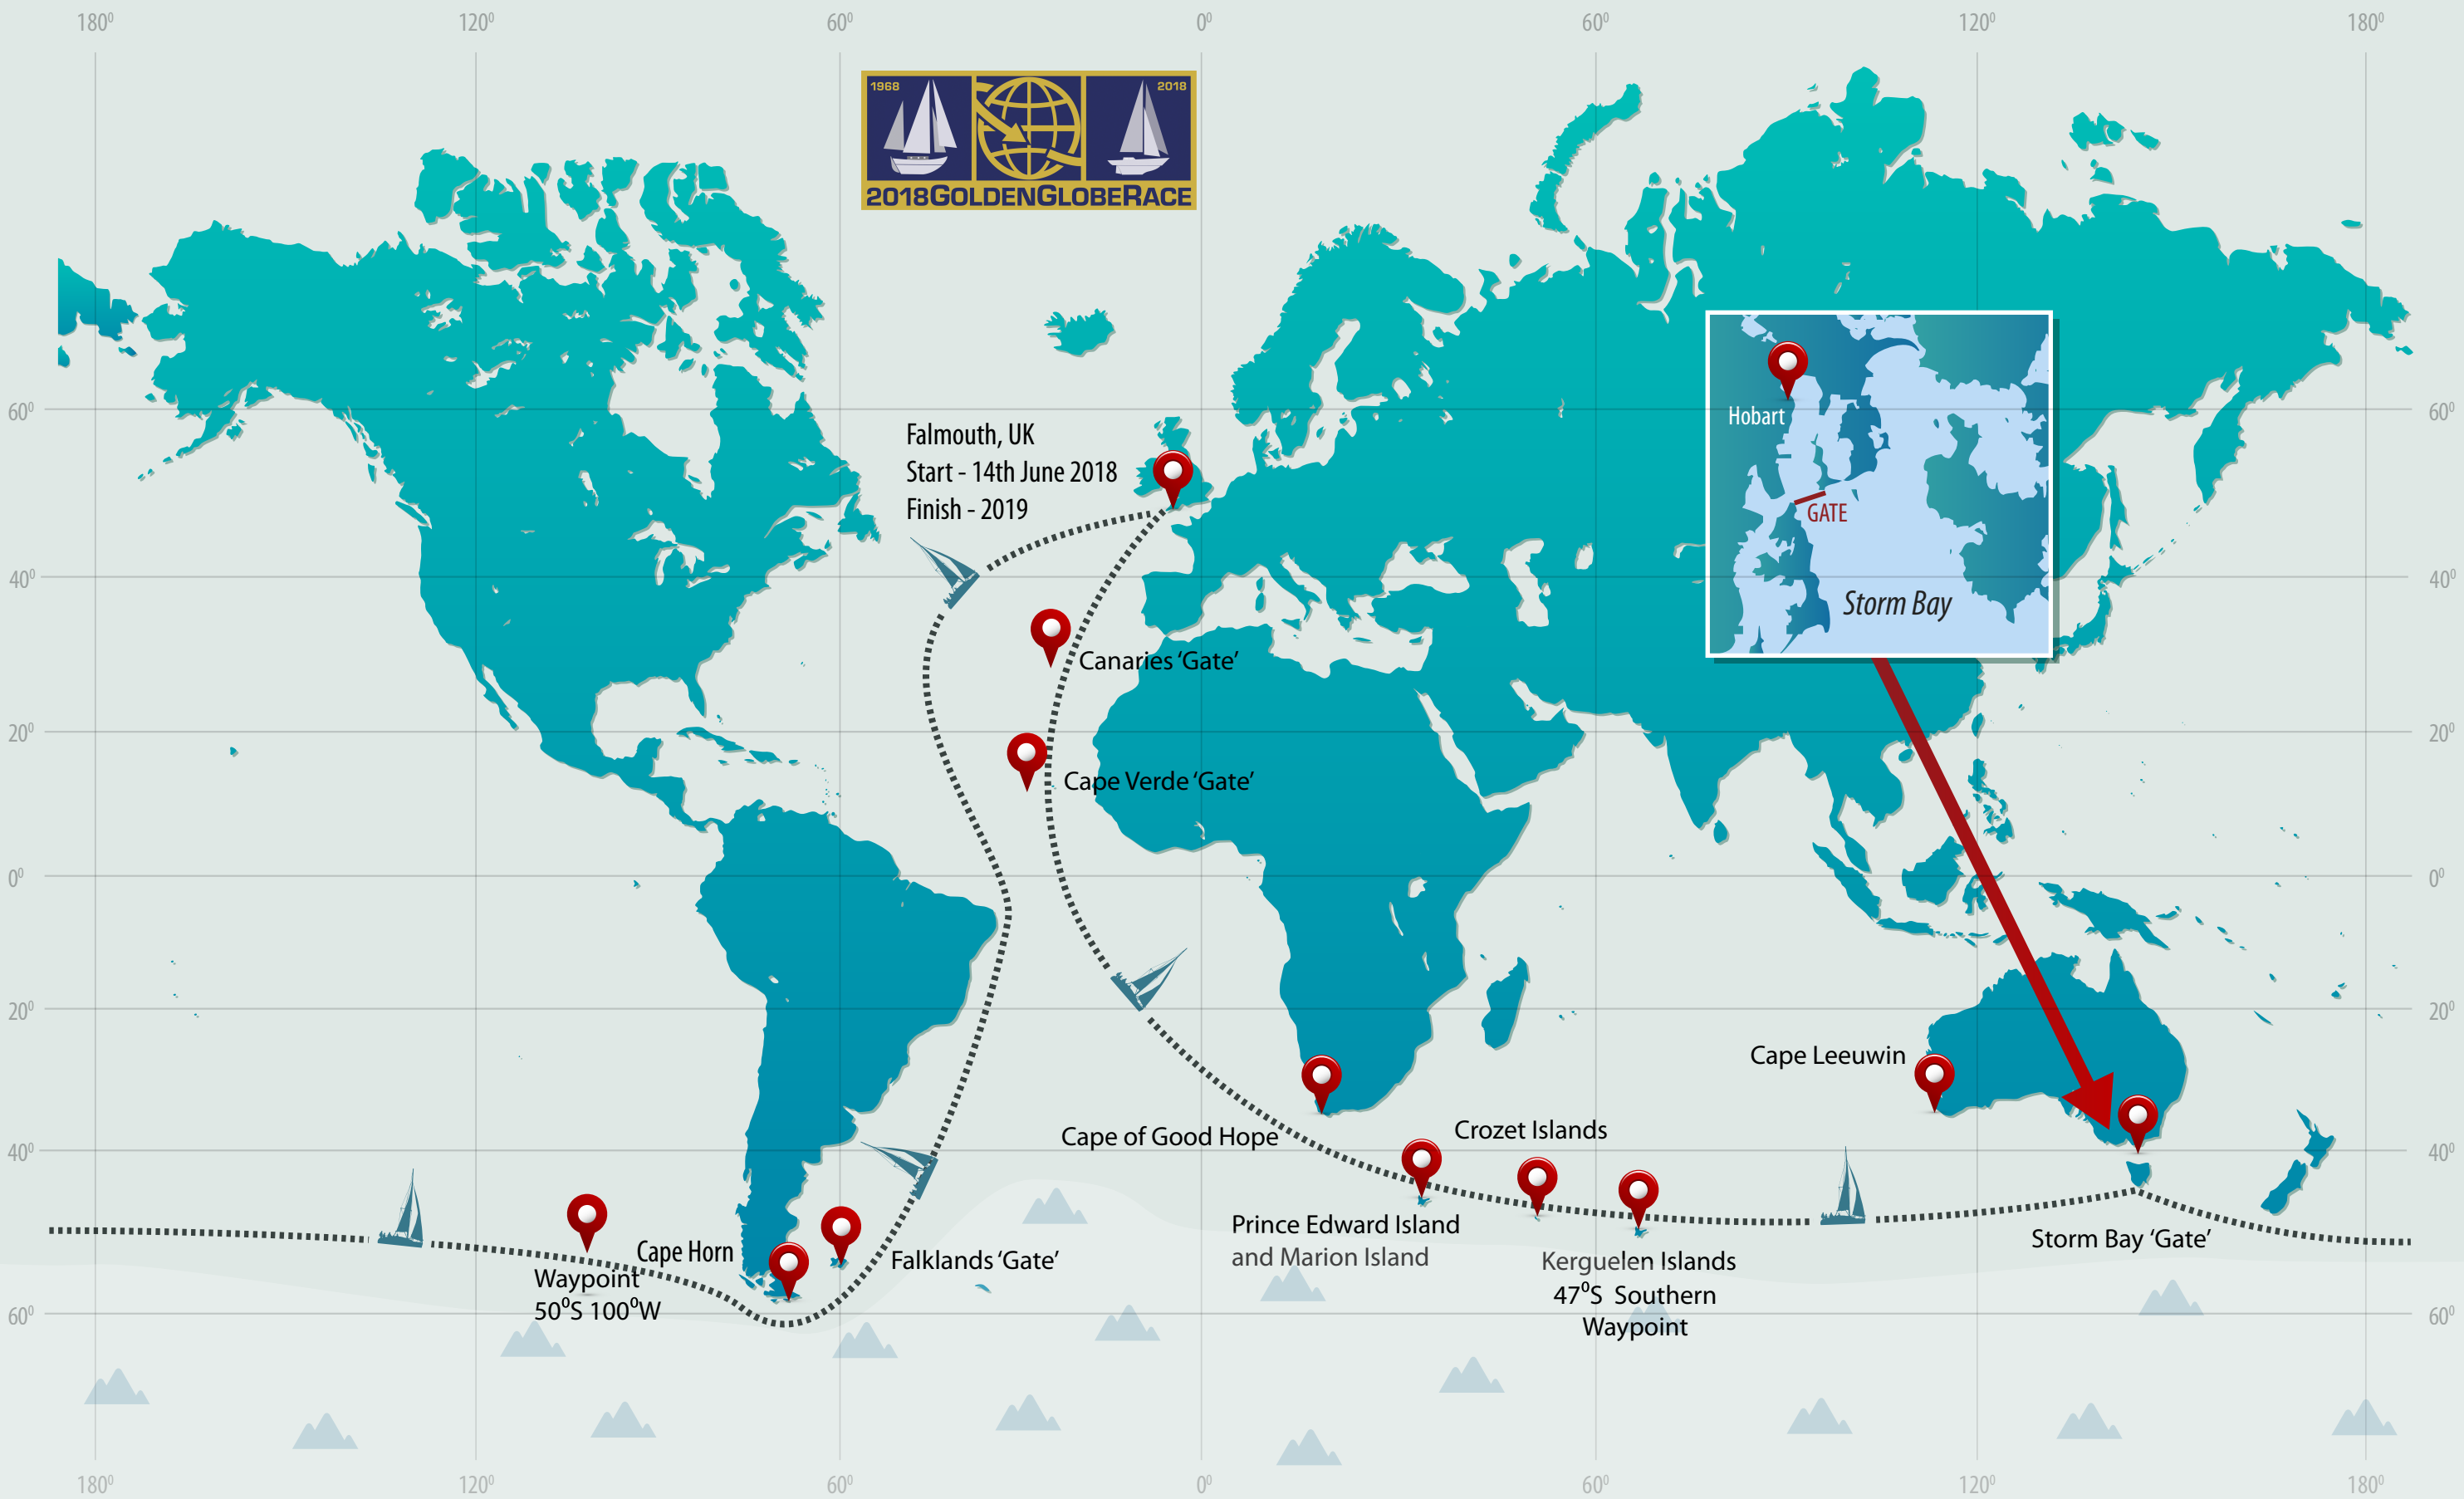 180⁰ 120⁰ 60⁰ 0⁰ 60⁰ 120⁰ 180⁰
1968
2018
2018GOLDENGLOBERACE
60⁰
60⁰
Hobart
GATE
Storm Bay
Falmouth, UK
Start - 14th June 2018
Finish - 2019
40⁰
40⁰
Canaries ‘Gate’
20⁰
20⁰
Cape Verde ‘Gate’
0⁰
0⁰
20⁰
20⁰
Cape Leeuwin
Cape of Good Hope
Crozet Islands
40⁰
40⁰
Prince Edward Island
and Marion Island
Storm Bay ‘Gate’
Cape Horn
Falklands ‘Gate’
Kerguelen Islands
47⁰S Southern
Waypoint
Waypoint
50⁰S 100⁰W
60⁰
60⁰
180⁰ 120⁰ 60⁰ 0⁰ 60⁰ 120⁰ 180⁰